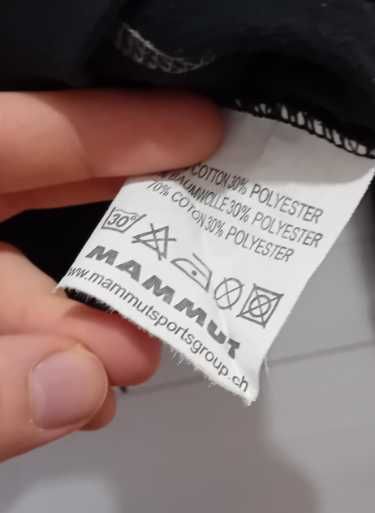 COTTON 30% POLYESTER
BAUMWOLLE 30% POLYESTER
70% COTON 30% POLYESTER
30°
MAMMUT
www.mammutsportsgroup.ch